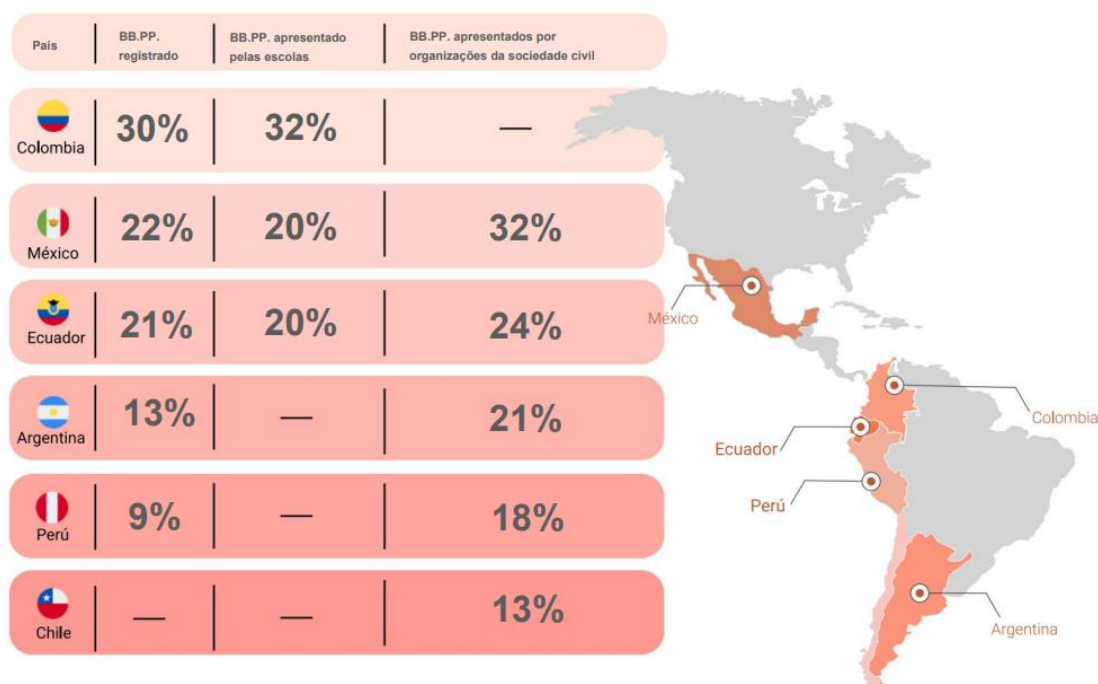 País
BB.PP.
registrado
BB.PP. apresentado
pelas escolas
BB.PP. apresentados por
organizações da sociedade civil
Colombia
30%
32%
—
México
22%
20%
32%
Ecuador
21%
20%
24%
Argentina
13%
—
21%
Perú
9%
—
18%
Chile
—
—
13%
México
Colombia
Ecuador
Perú
Argentina